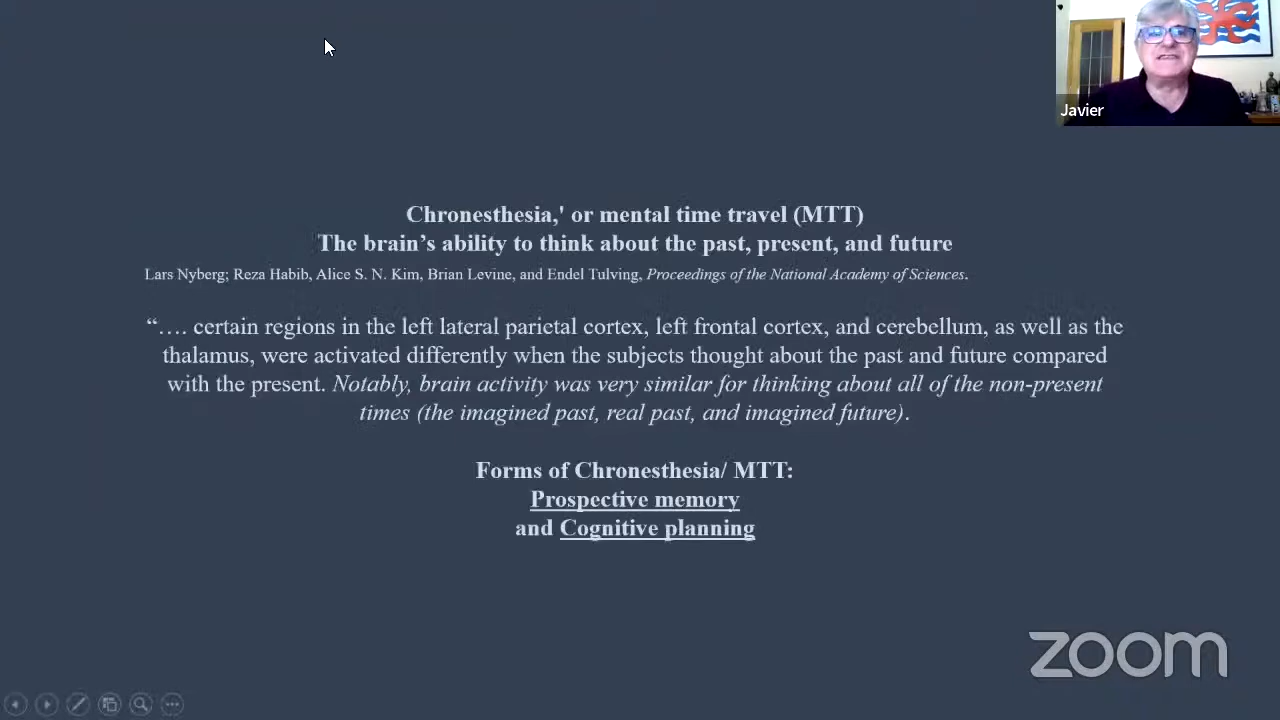 Javier
Chronesthesia,' or mental time travel (MTT)
The brain’s ability to think about the past, present, and future
Lars Nyberg; Reza Habib, Alice S. N. Kim, Brian Levine, and Endel Tulving, Proceedings of the National Academy of Sciences.
“…. certain regions in the left lateral parietal cortex, left frontal cortex, and cerebellum, as well as the
thalamus, were activated differently when the subjects thought about the past and future compared
with the present. Notably, brain activity was very similar for thinking about all of the non-present
times (the imagined past, real past, and imagined future).
Forms of Chronesthesia/ MTT:
Prospective memory
and Cognitive planning
zoom